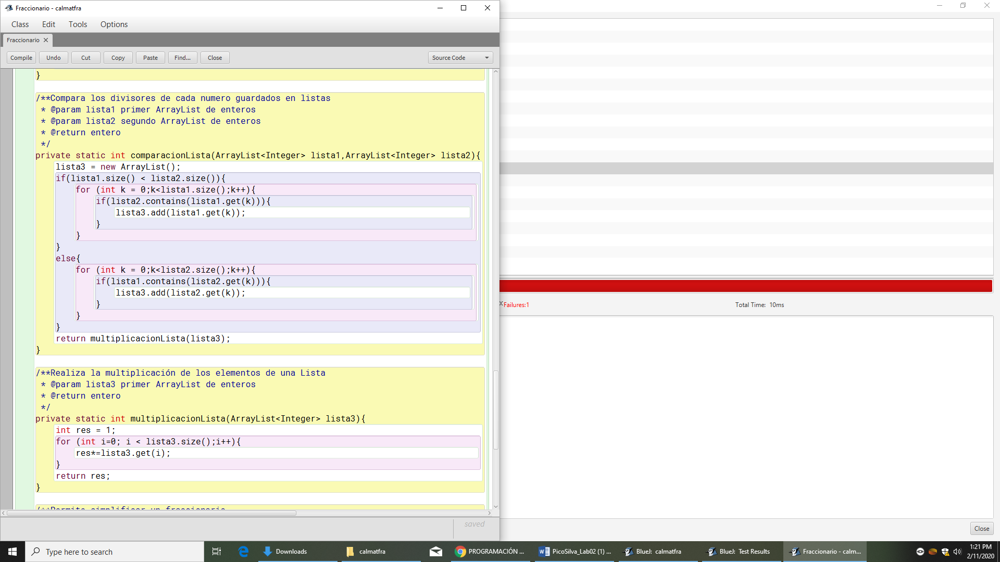 Fraccionario - calmatfra
Class Edit Tools Options
Fraccionario
Compile Undo Cut Copy Paste Find... Close Source Code
}
/**Compara los divisores de cada numero guardados en listas
* @param lista1 primer ArrayList de enteros
* @param lista2 segundo ArrayList de enteros
* @return entero
*/
private static int comparacionLista(ArrayList<Integer> lista1,ArrayList<Integer> lista2){
lista3 = new ArrayList();
if(lista1.size() < lista2.size()){
for (int k = 0;k<lista1.size();k++){
if(lista2.contains(lista1.get(k))){
lista3.add(lista1.get(k));
}
}
}
else{
for (int k = 0;k<lista2.size();k++){
if(lista1.contains(lista2.get(k))){
lista3.add(lista2.get(k));
}
}
}
return multiplicacionLista(lista3);
}
/**Realiza la multiplicación de los elementos de una Lista
* @param lista3 primer ArrayList de enteros
* @return entero
*/
private static int multiplicacionLista(ArrayList<Integer> lista3){
int res = 1;
for (int i=0; i < lista3.size();i++){
res*=lista3.get(i);
}
return res;
}
/**Permite simplificar un fraccionario
saved
x Failures:1 Total Time: 10ms
Close
Type here to search
Downloads
calmatfra
PROGRAMACIÓN ...
PicoSilva_Lab02 (1) ...
BlueJ: calmatfra
BlueJ: Test Results
Fraccionario - calm...
1:21 PM
2/11/2020